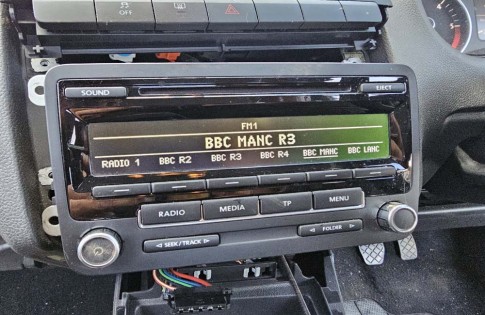 OFF
SOUND
EJECT
FM1
BBC MANC R3
RADIO 1 BBC R2 BBC R3 BBC R4 BBC MANC BBC LANC
RADIO MEDIA TP MENU
SEEK/TRACK
FOLDER